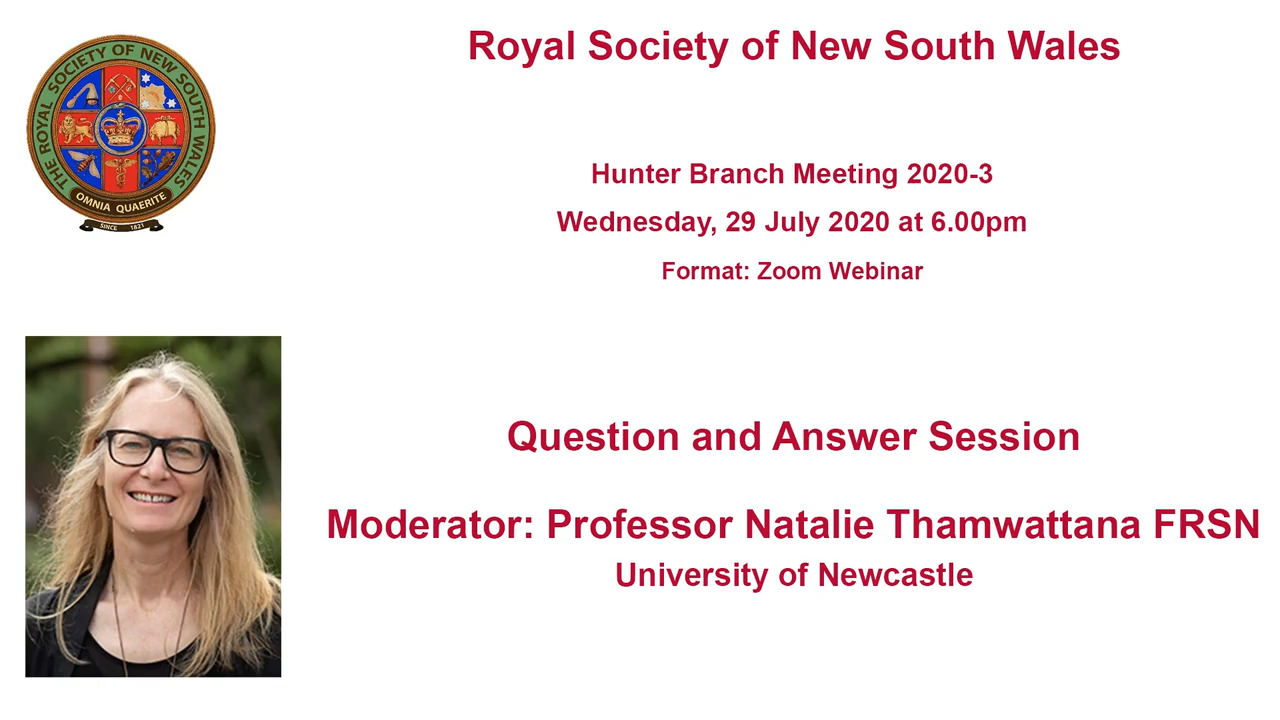 THE ROYAL SOCIETY OF NEW SOUTH WALES
OMNIA QUAERITE
SINCE 1821
Royal Society of New South Wales
Hunter Branch Meeting 2020-3
Wednesday, 29 July 2020 at 6.00pm
Format: Zoom Webinar
Question and Answer Session
Moderator: Professor Natalie Thamwattana FRSN
University of Newcastle